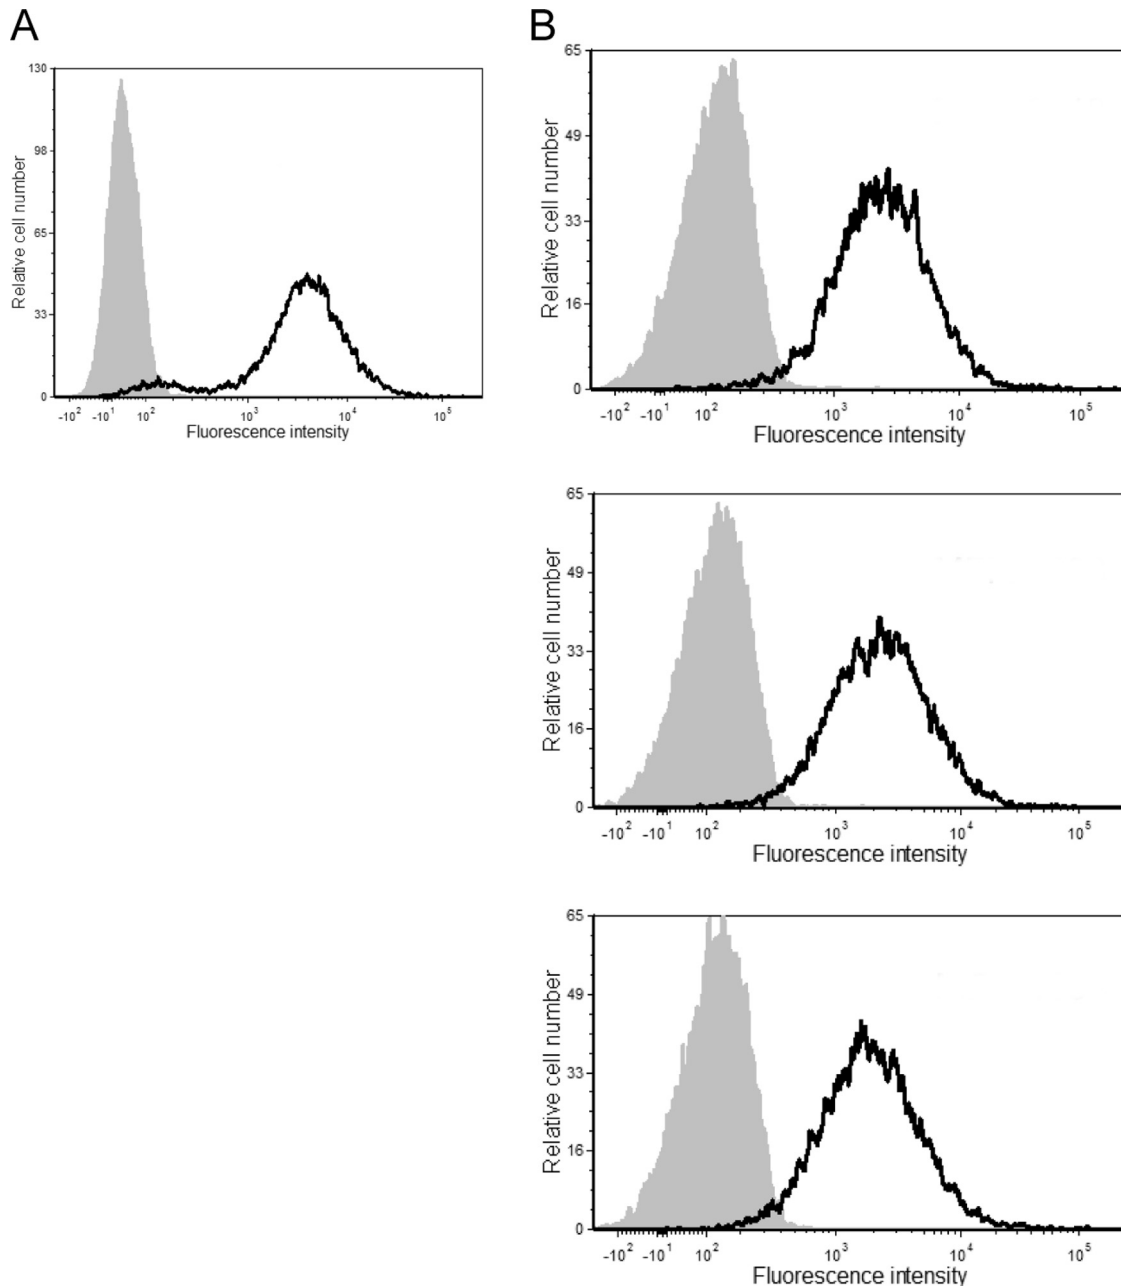 A
130
98
65
33
0
Relative cell number
-10² -10¹ 10² 10³ 10⁴ 10⁵
Fluorescence intensity
B
65
49
33
16
0
Relative cell number
-10² -10¹ 10² 10³ 10⁴ 10⁵
Fluorescence intensity
65
49
33
16
0
Relative cell number
-10² -10¹ 10² 10³ 10⁴ 10⁵
Fluorescence intensity
65
49
33
16
0
Relative cell number
-10² -10¹ 10² 10³ 10⁴ 10⁵
Fluorescence intensity